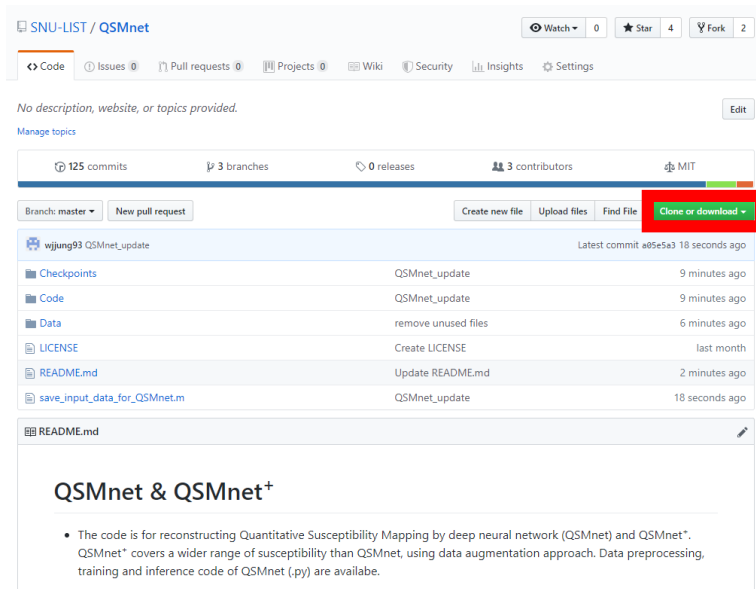 SNU-LIST / QSMnet
Watch 0 Star 4 Fork 2
Code Issues 0 Pull requests 0 Projects 0 Wiki Security Insights Settings
No description, website, or topics provided. Edit
Manage topics
125 commits 3 branches 0 releases 3 contributors MIT
Branch: master New pull request Create new file Upload files Find File Clone or download
wjjung93 QSMnet_update Latest commit a05e5a3 18 seconds ago
Checkpoints QSMnet_update 9 minutes ago
Code QSMnet_update 9 minutes ago
Data remove unused files 6 minutes ago
LICENSE Create LICENSE last month
README.md Update README.md 2 minutes ago
save_input_data_for_QSMnet.m QSMnet_update 18 seconds ago
README.md
QSMnet & QSMnet⁺
• The code is for reconstructing Quantitative Susceptibility Mapping by deep neural network (QSMnet) and QSMnet⁺.
QSMnet⁺ covers a wider range of susceptibility than QSMnet, using data augmentation approach. Data preprocessing,
training and inference code of QSMnet (.py) are availabe.